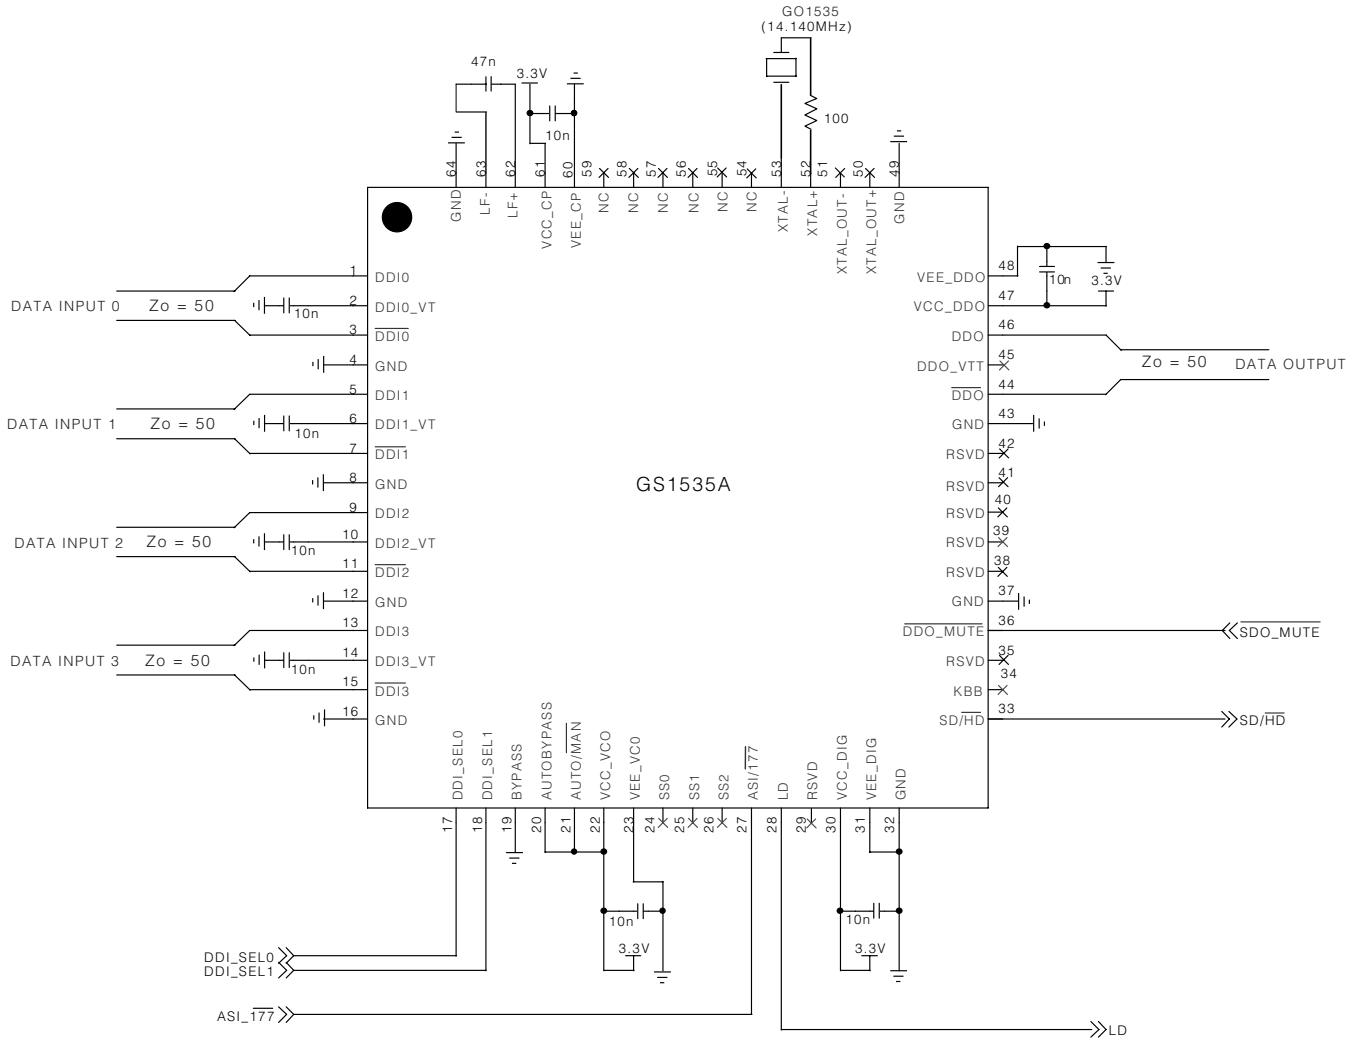 GO1535
(14.140MHz)
47n
3.3V
10n
100
64
63
62
61
60
59
58
57
56
55
54
53
52
51
50
49
GND
LF-
LF+
VCC_CP
VEE_CP
NC
NC
NC
NC
NC
NC
XTAL-
XTAL+
XTAL_OUT-
XTAL_OUT+
GND
DATA INPUT 0 Zo = 50
1 DDI0
10n 2 DDI0_VT
3 DDI0
4 GND
DATA INPUT 1 Zo = 50
5 DDI1
10n 6 DDI1_VT
7 DDI1
8 GND
DATA INPUT 2 Zo = 50
9 DDI2
10n 10 DDI2_VT
11 DDI2
12 GND
DATA INPUT 3 Zo = 50
13 DDI3
10n 14 DDI3_VT
15 DDI3
16 GND
GS1535A
VEE_DDO 48
10n 3.3V
VCC_DDO 47
DDO 46
DDO_VTT 45
Zo = 50 DATA OUTPUT
DDO 44
GND 43
RSVD 42
RSVD 41
RSVD 40
RSVD 39
RSVD 38
GND 37
DDO_MUTE 36 SDO_MUTE
RSVD 35
KBB 34
SD/HD 33 SD/HD
DDI_SEL0
DDI_SEL1
BYPASS
AUTOBYPASS
AUTO/MAN
VCC_VCO
VEE_VC0
SS0
SS1
SS2
ASI/177
LD
RSVD
VCC_DIG
VEE_DIG
GND
17
18
19
20
21
22
23
24
25
26
27
28
29
30
31
32
10n
3.3V
10n
3.3V
DDI_SEL0
DDI_SEL1
ASI_177
LD